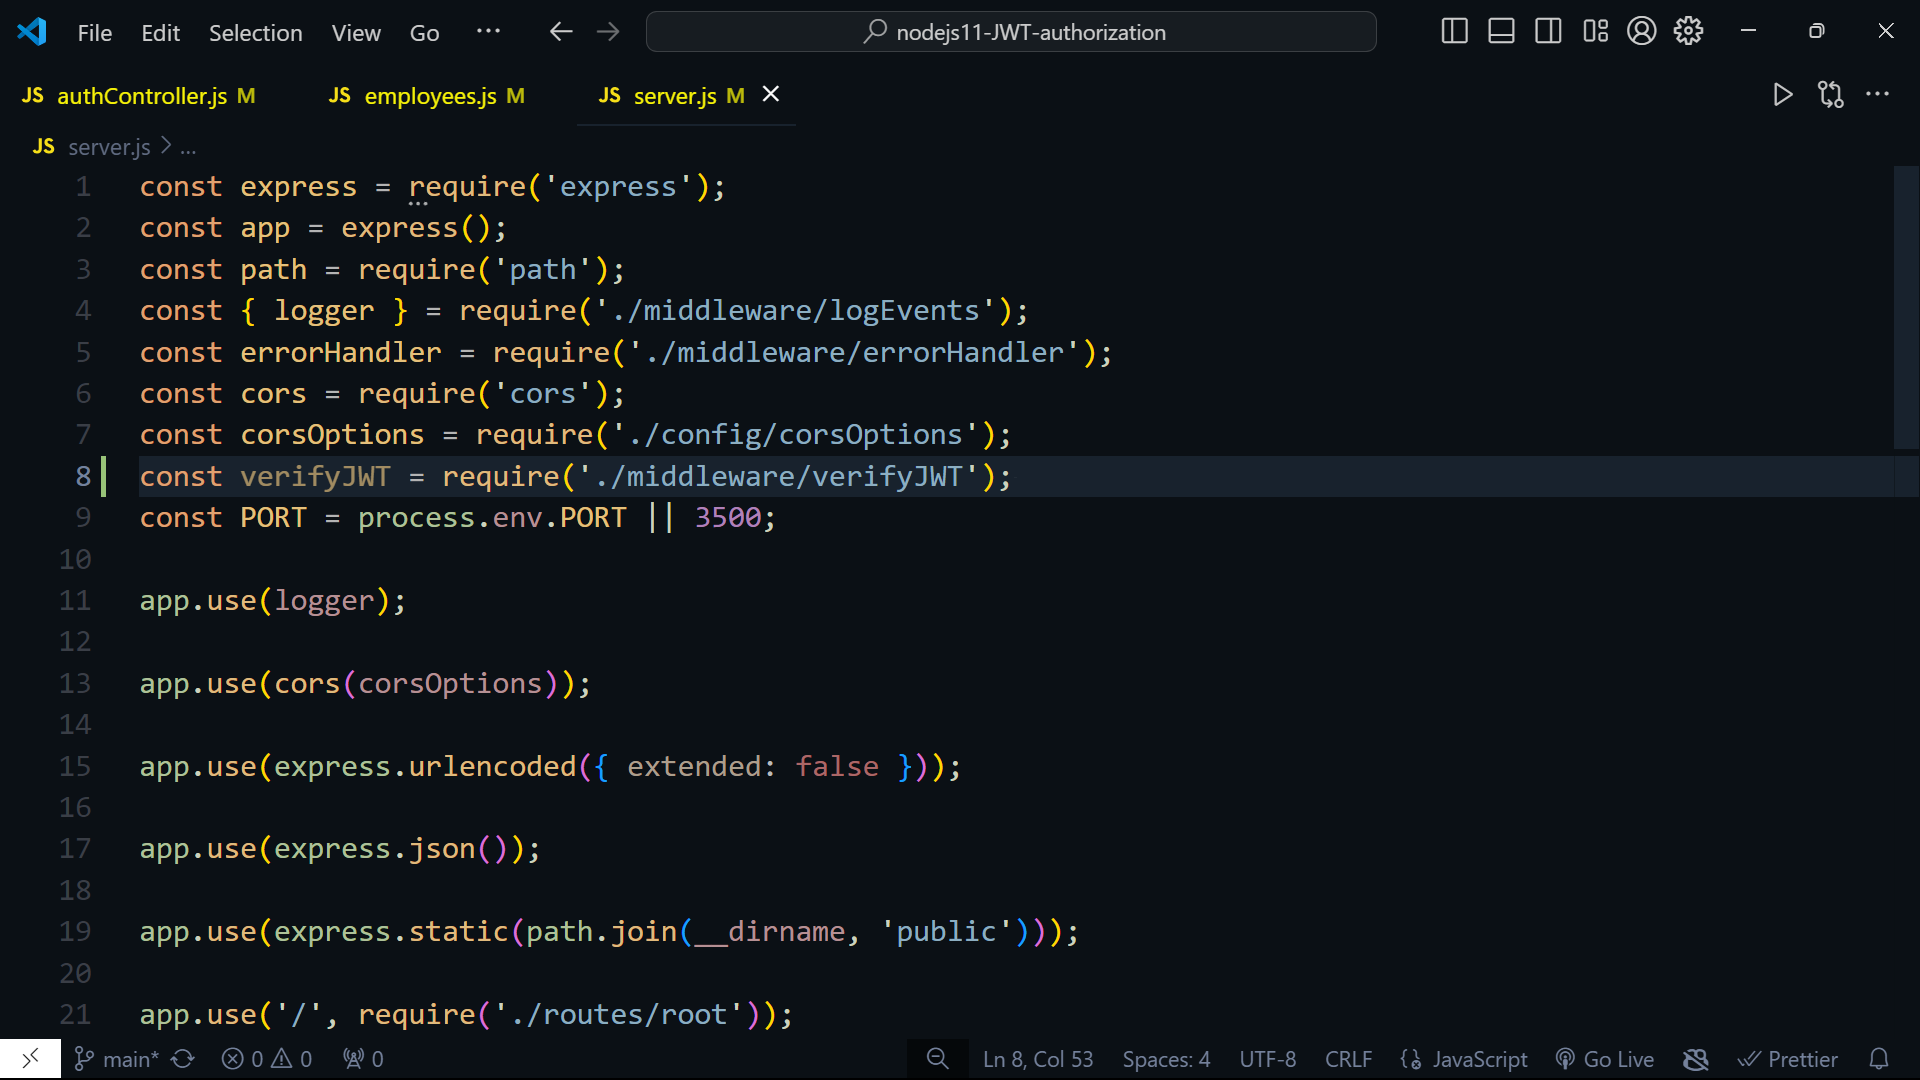 File Edit Selection View Go ··· nodejs11-JWT-authorization
JS authController.js M JS employees.js M JS server.js M
JS server.js > ...
1 const express = require('express');
2 const app = express();
3 const path = require('path');
4 const { logger } = require('./middleware/logEvents');
5 const errorHandler = require('./middleware/errorHandler');
6 const cors = require('cors');
7 const corsOptions = require('./config/corsOptions');
8 const verifyJWT = require('./middleware/verifyJWT');
9 const PORT = process.env.PORT || 3500;
10
11 app.use(logger);
12
13 app.use(cors(corsOptions));
14
15 app.use(express.urlencoded({ extended: false }));
16
17 app.use(express.json());
18
19 app.use(express.static(path.join(__dirname, 'public')));
20
21 app.use('/', require('./routes/root'));
main* 0 0 0 Ln 8, Col 53 Spaces: 4 UTF-8 CRLF JavaScript Go Live Prettier